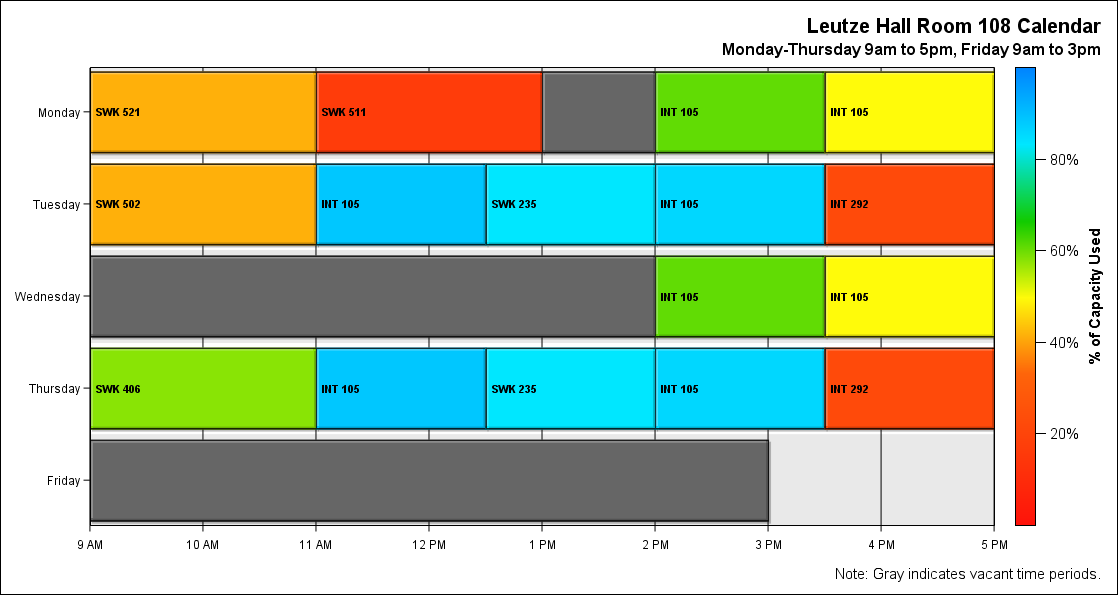 Leutze Hall Room 108 Calendar
Monday-Thursday 9am to 5pm, Friday 9am to 3pm
Monday
SWK 521
SWK 511
INT 105
INT 105
Tuesday
SWK 502
INT 105
SWK 235
INT 105
INT 292
Wednesday
INT 105
INT 105
Thursday
SWK 406
INT 105
SWK 235
INT 105
INT 292
Friday
9 AM 10 AM 11 AM 12 PM 1 PM 2 PM 3 PM 4 PM 5 PM
80%
60%
40%
20%
% of Capacity Used
Note: Gray indicates vacant time periods.